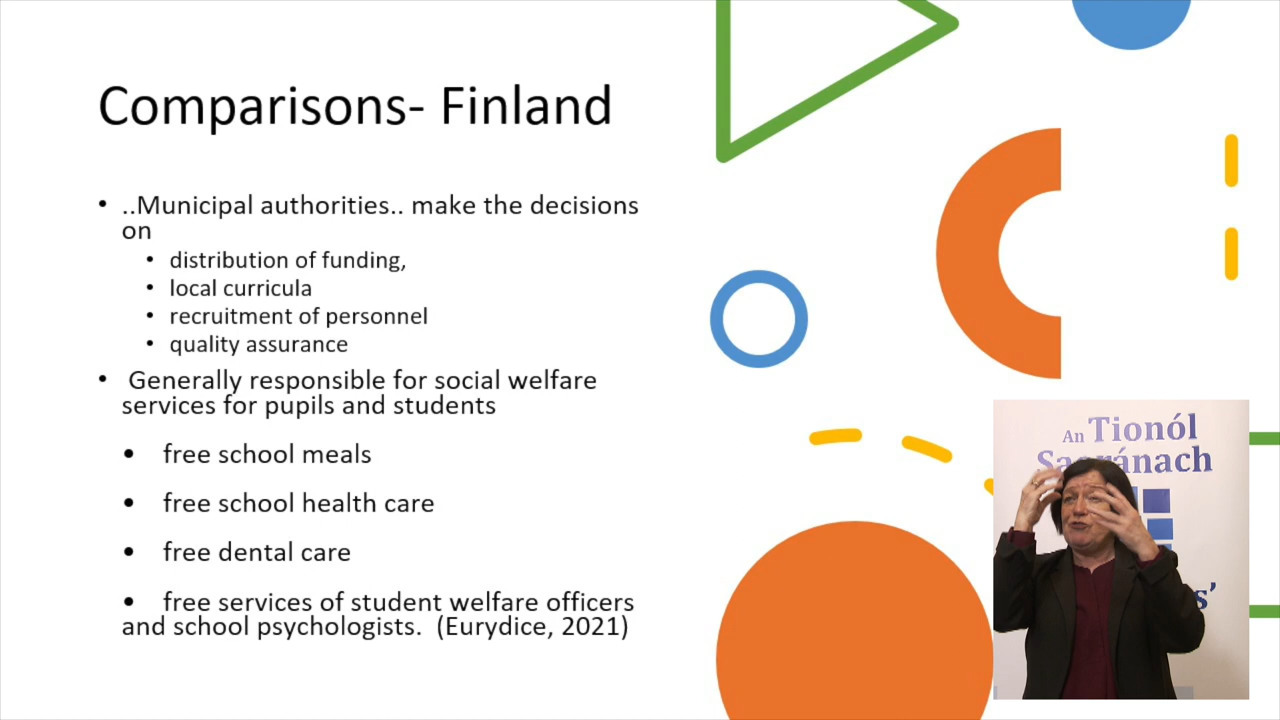 Comparisons- Finland
• ..Municipal authorities.. make the decisions
on
• distribution of funding,
• local curricula
• recruitment of personnel
• quality assurance
• Generally responsible for social welfare
services for pupils and students
• free school meals
• free school health care
• free dental care
• free services of student welfare officers
and school psychologists.  (Eurydice, 2021)
An Tionól